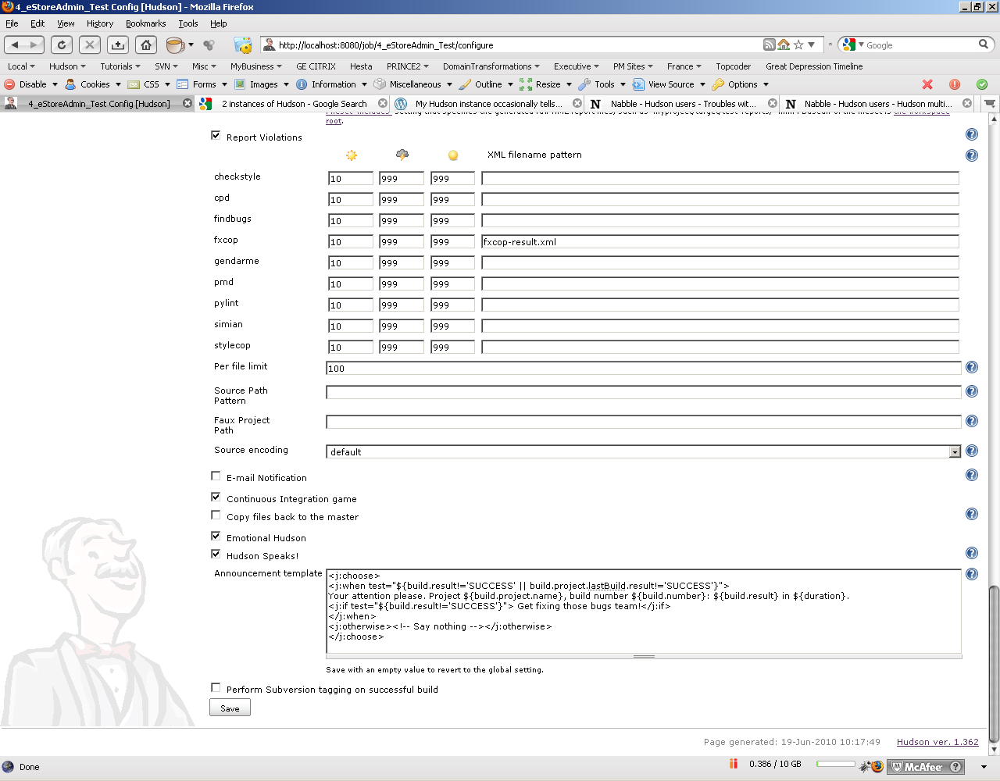 4_eStoreAdmin_Test Config [Hudson] - Mozilla Firefox
File Edit View History Bookmarks Tools Help
http://localhost:8080/job/4_eStoreAdmin_Test/configure Google
Local Hudson Tutorials SVN Misc MyBusiness GE CITRIX Hesta PRINCE2 DomainTransformations Executive PM Sites France Topcoder Great Depression Timeline
Disable Cookies CSS Forms Images Information Miscellaneous Outline Resize Tools View Source Options
4_eStoreAdmin_Test Config [Hudson] 2 instances of Hudson - Google Search My Hudson instance occasionally tells... Nabble - Hudson users - Troubles wit... Nabble - Hudson users - Hudson multi...
root.
Report Violations
XML filename pattern
checkstyle 10 999 999
cpd 10 999 999
findbugs 10 999 999
fxcop 10 999 999 fxcop-result.xml
gendarme 10 999 999
pmd 10 999 999
pylint 10 999 999
simian 10 999 999
stylecop 10 999 999
Per file limit 100
Source Path
Pattern
Faux Project
Path
Source encoding default
E-mail Notification
Continuous Integration game
Copy files back to the master
Emotional Hudson
Hudson Speaks!
Announcement template <j:choose>
<j:when test="${build.result!='SUCCESS' || build.project.lastBuild.result!='SUCCESS'}">
Your attention please. Project ${build.project.name}, build number ${build.number}: ${build.result} in ${duration}.
<j:if test="${build.result!='SUCCESS'}"> Get fixing those bugs team!</j:if>
</j:when>
<j:otherwise><!-- Say nothing --></j:otherwise>
</j:choose>
Save with an empty value to revert to the global setting.
Perform Subversion tagging on successful build
Save
Page generated: 19-Jun-2010 10:17:49 Hudson ver. 1.362
Done 0.386 / 10 GB McAfee